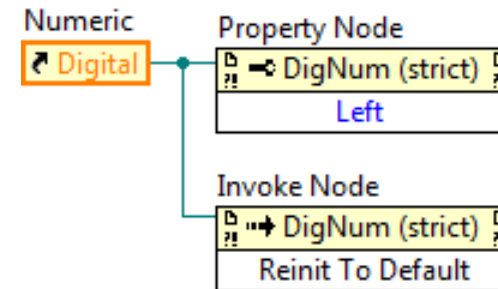 Numeric
Property Node
Digital
DigNum (strict)
Left
Invoke Node
DigNum (strict)
Reinit To Default